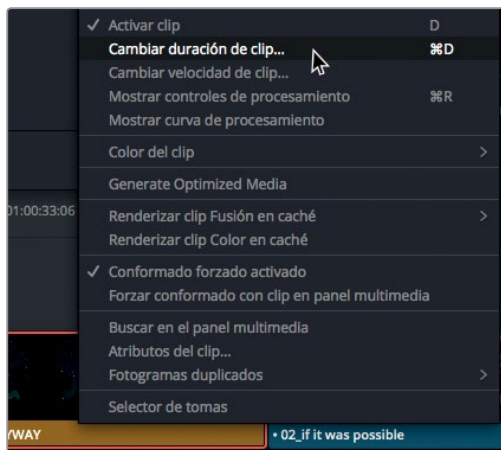 ✓ Activar clip D
Cambiar duración de clip... ⌘D
Cambiar velocidad de clip...
Mostrar controles de procesamiento ⌘R
Mostrar curva de procesamiento
Color del clip >
Generate Optimized Media
01:00:33:06
Renderizar clip Fusión en caché >
Renderizar clip Color en caché
✓ Conformado forzado activado
Forzar conformado con clip en panel multimedia
Buscar en el panel multimedia
Atributos del clip...
Fotogramas duplicados >
Selector de tomas
YWAY • 02_if it was possible